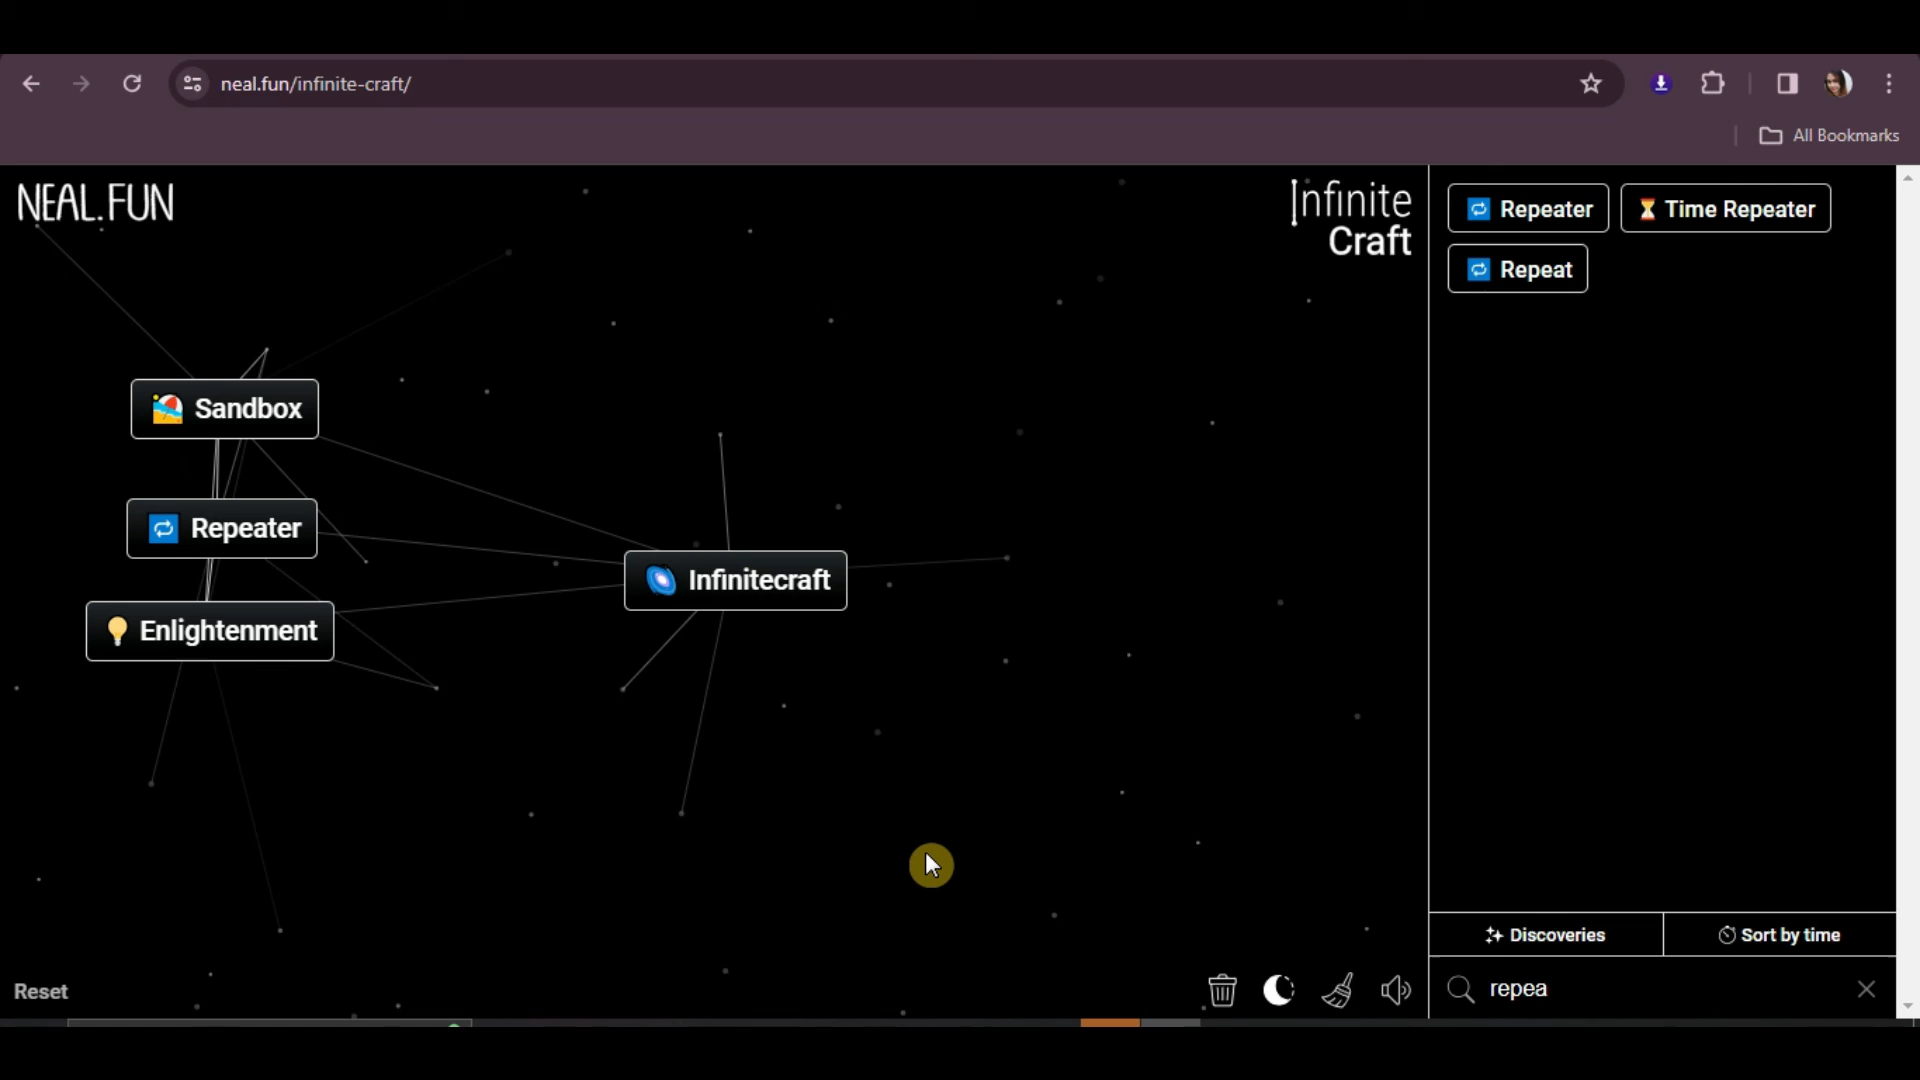 neal.fun/infinite-craft/
All Bookmarks
NEAL.FUN
Infinite
Craft
Repeater
Time Repeater
Repeat
Sandbox
Repeater
Infinitecraft
Enlightenment
Discoveries
Sort by time
Reset
repea